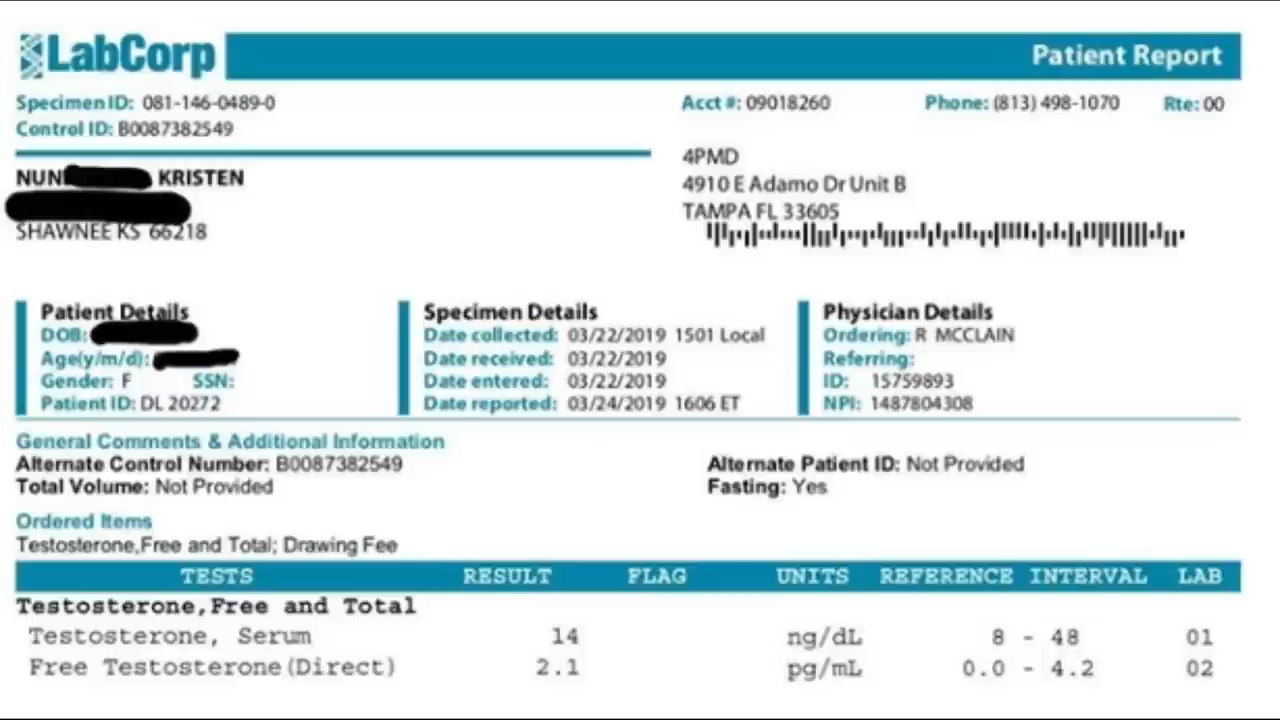 LabCorp Patient Report
Specimen ID: 081-146-0489-0 Acct #: 09018260 Phone: (813) 498-1070 Rte: 00
Control ID: B0087382549
NUN KRISTEN
SHAWNEE KS 66218
4PMD
4910 E Adamo Dr Unit B
TAMPA FL 33605
Patient Details
DOB:
Age(y/m/d):
Gender: F SSN:
Patient ID: DL 20272
Specimen Details
Date collected: 03/22/2019 1501 Local
Date received: 03/22/2019
Date entered: 03/22/2019
Date reported: 03/24/2019 1606 ET
Physician Details
Ordering: R MCCLAIN
Referring:
ID: 15759893
NPI: 1487804308
General Comments & Additional Information
Alternate Control Number: B0087382549 Alternate Patient ID: Not Provided
Total Volume: Not Provided Fasting: Yes
Ordered Items
Testosterone,Free and Total; Drawing Fee
TESTS RESULT FLAG UNITS REFERENCE INTERVAL LAB
Testosterone,Free and Total
Testosterone, Serum 14 ng/dL 8 - 48 01
Free Testosterone(Direct) 2.1 pg/mL 0.0 - 4.2 02